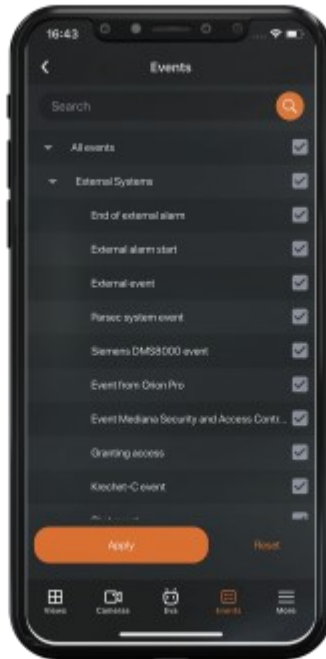 16:43
Events
Search
All events
External Systems
End of external alarm
External alarm start
External event
Parsec system event
Siemens DMS8000 event
Event from Orion Pro
Event Mediana Security and Access Contr...
Granting access
Krechet-C event
Apply
Reset
Views
Cameras
Eva
Events
More